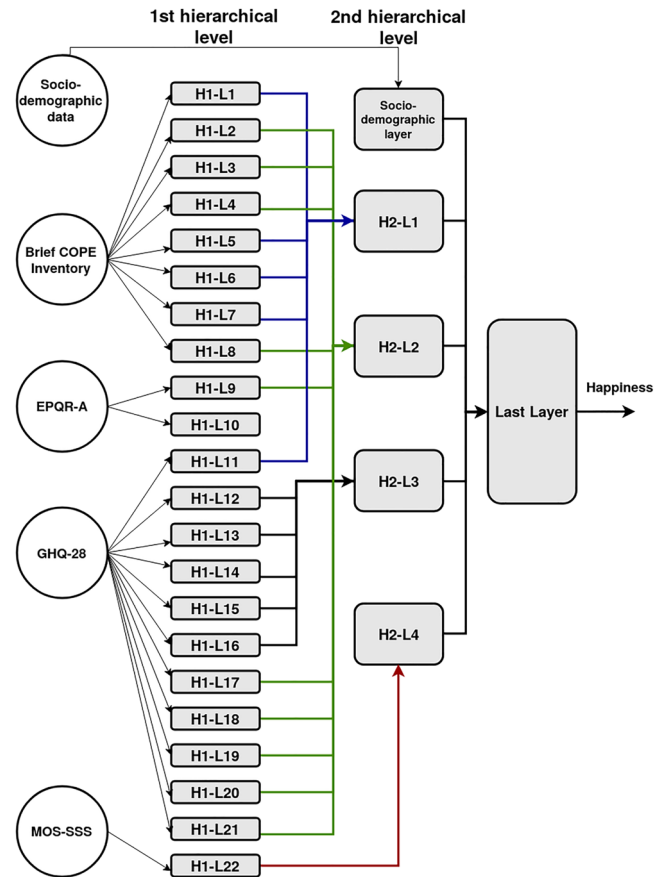 1st hierarchical
level
2nd hierarchical
level
Socio-
demographic
data
Brief COPE
Inventory
EPQR-A
GHQ-28
MOS-SSS
H1-L1
H1-L2
H1-L3
H1-L4
H1-L5
H1-L6
H1-L7
H1-L8
H1-L9
H1-L10
H1-L11
H1-L12
H1-L13
H1-L14
H1-L15
H1-L16
H1-L17
H1-L18
H1-L19
H1-L20
H1-L21
H1-L22
Socio-
demographic
layer
H2-L1
H2-L2
H2-L3
H2-L4
Last Layer
Happiness